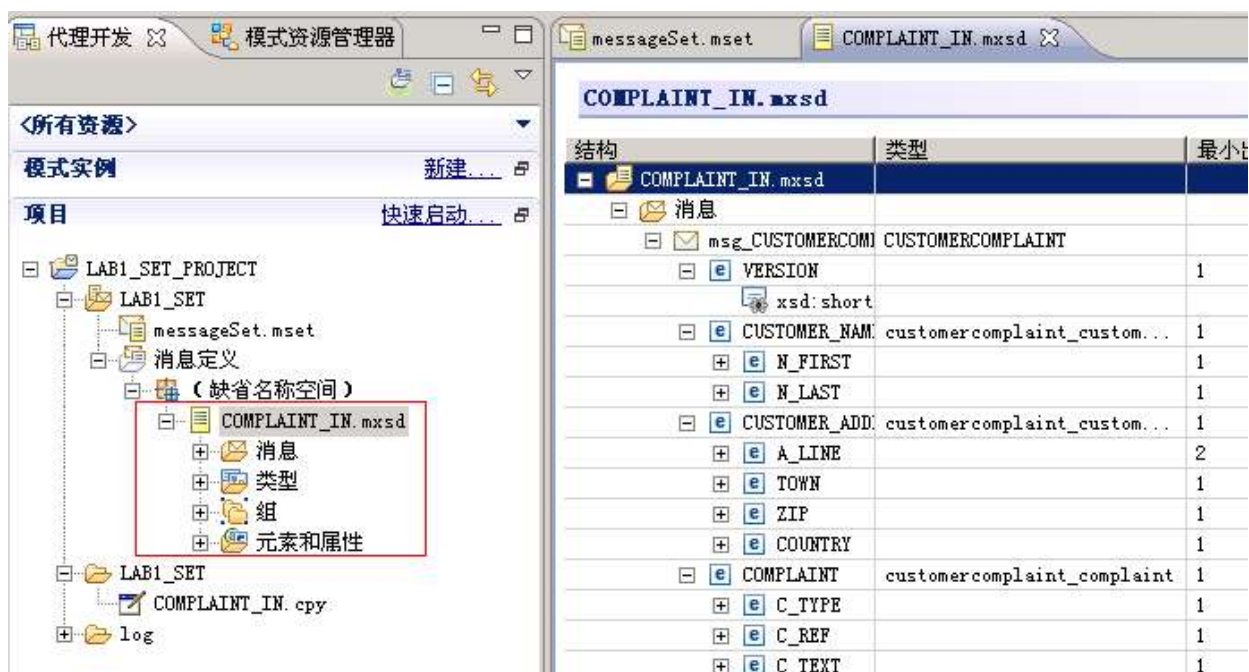 代理开发 模式资源管理器
<所有资源>
模式实例 新建...
项目 快速启动...
LAB1_SET_PROJECT
LAB1_SET
messageSet.mset
消息定义
(缺省名称空间)
COMPLAINT_IN.mxsd
消息
类型
组
元素和属性
LAB1_SET
COMPLAINT_IN.cpy
log
messageSet.mset COMPLAINT_IN.mxsd
COMPLAINT_IN.mxsd
结构 类型 最小
COMPLAINT_IN.mxsd
消息
msg_CUSTOMERCOM CUSTOMERCOMPLAINT
VERSION 1
xsd:short
CUSTOMER_NAM customercomplaint_custom... 1
N_FIRST 1
N_LAST 1
CUSTOMER_ADD customercomplaint_custom... 1
A_LINE 2
TOWN 1
ZIP 1
COUNTRY 1
COMPLAINT customercomplaint_complaint 1
C_TYPE 1
C_REF 1
C_TEXT 1